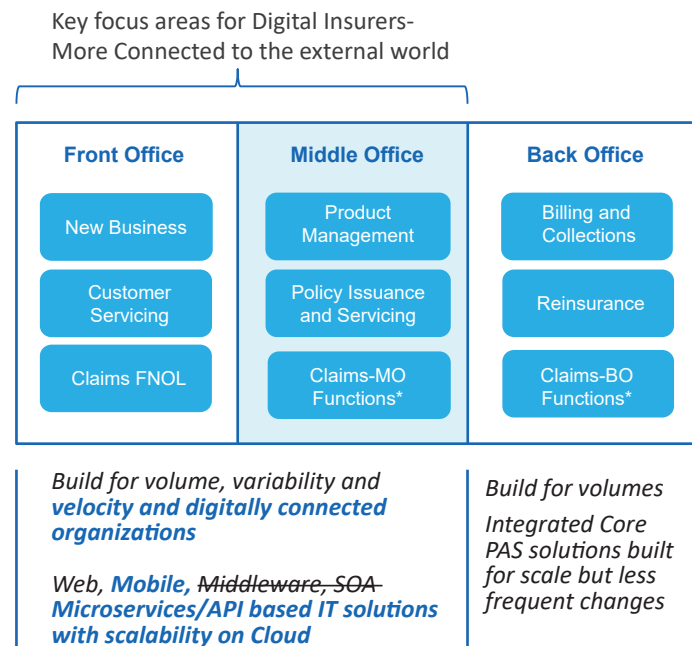 Key focus areas for Digital Insurers-
More Connected to the external world
Front Office
Middle Office
Back Office
New Business
Product
Management
Billing and
Collections
Customer
Servicing
Policy Issuance
and Servicing
Reinsurance
Claims FNOL
Claims-MO
Functions*
Claims-BO
Functions*
Build for volume, variability and
velocity and digitally connected
organizations
Web, Mobile, Middleware, SOA
Microservices/API based IT solutions
with scalability on Cloud
Build for volumes
Integrated Core
PAS solutions built
for scale but less
frequent changes